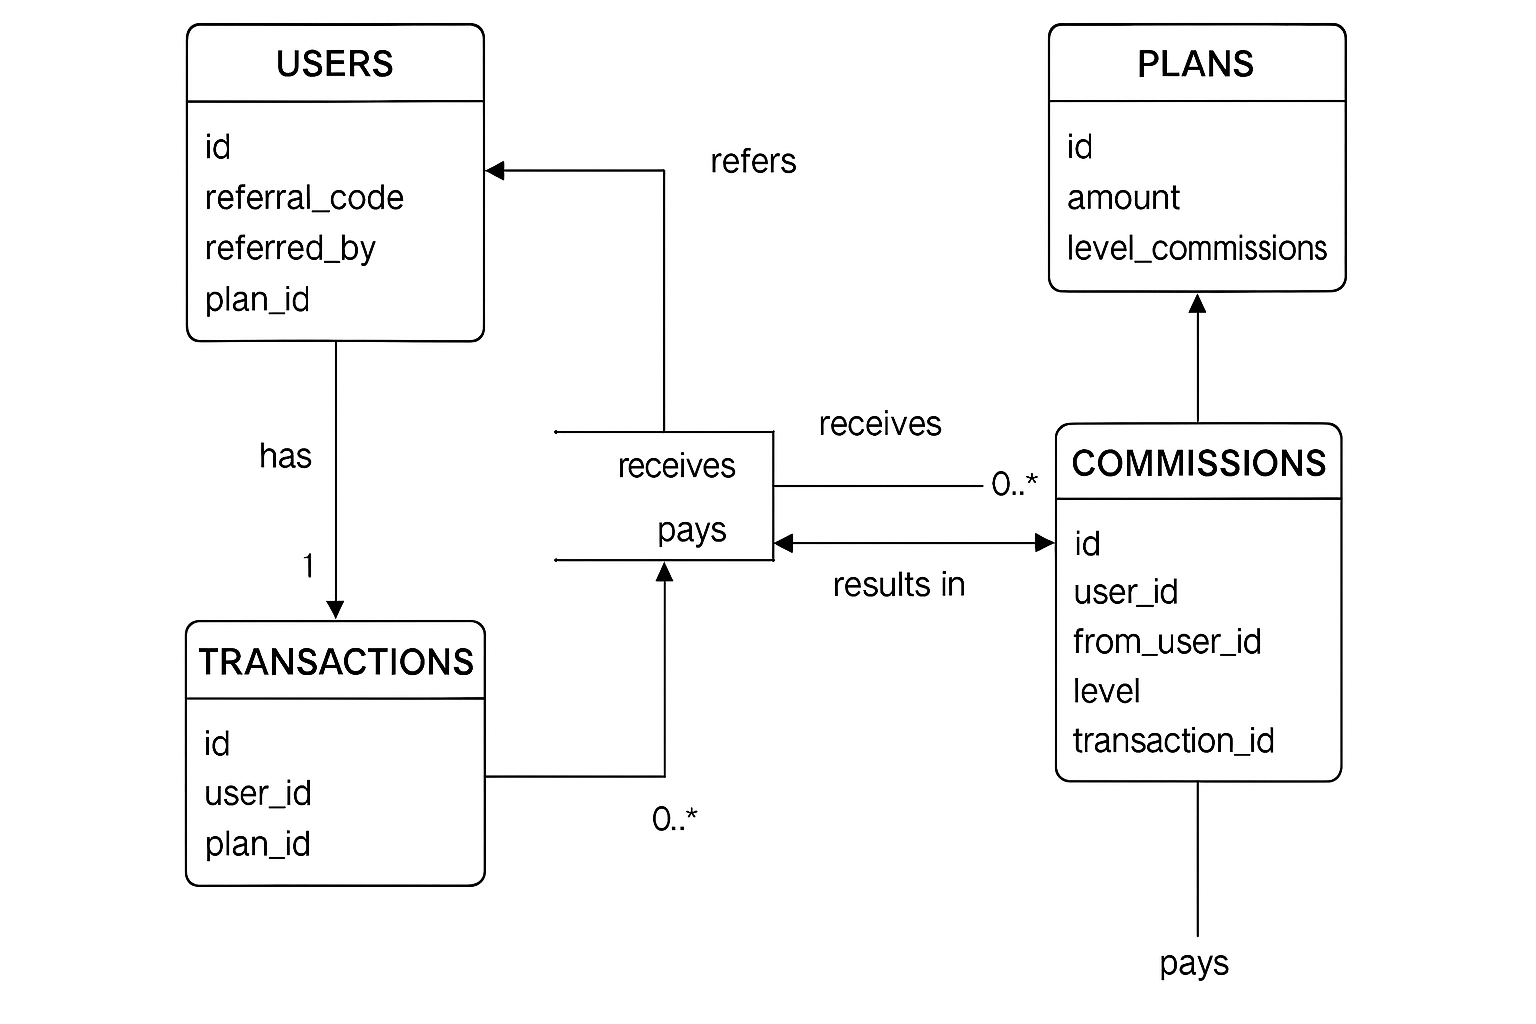 USERS
id
referral_code
referred_by
plan_id
refers
PLANS
id
amount
level_commissions
has
1
receives
pays
receives
0..*
results in
COMMISSIONS
id
user_id
from_user_id
level
transaction_id
TRANSACTIONS
id
user_id
plan_id
0..*
pays